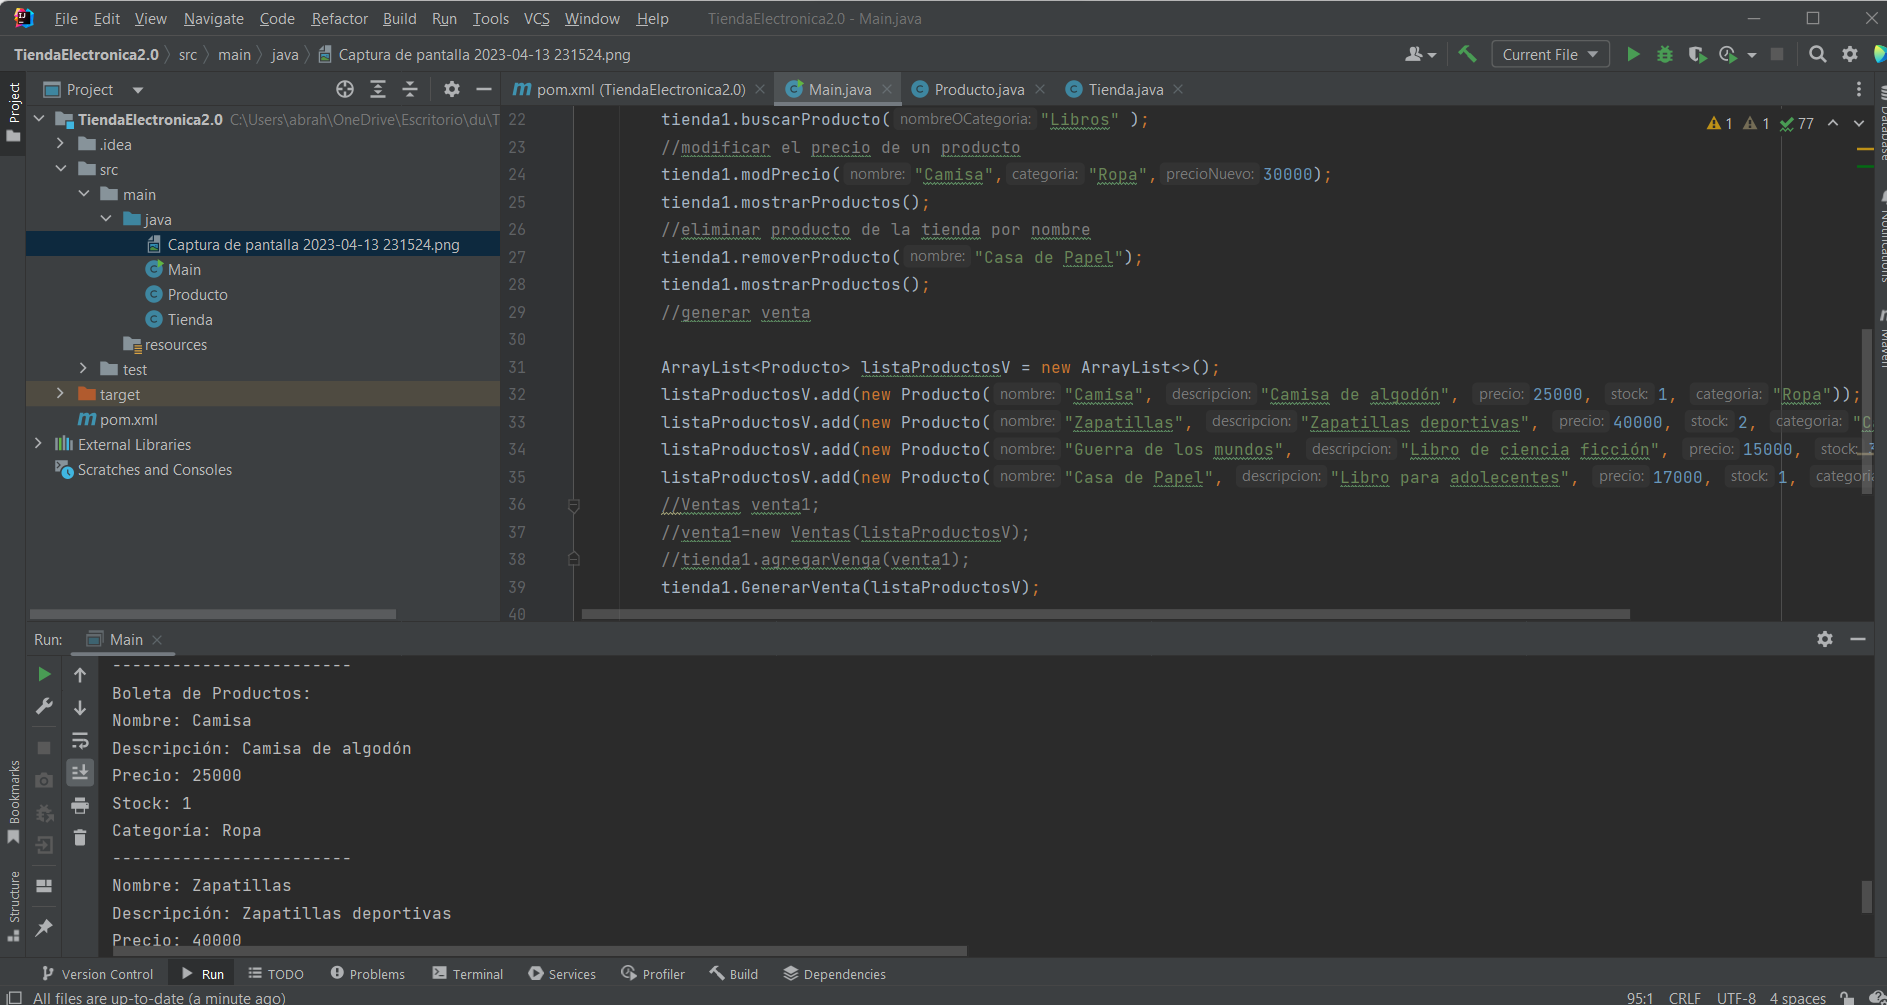 File Edit View Navigate Code Refactor Build Run Tools VCS Window Help TiendaElectronica2.0 - Main.java
TiendaElectronica2.0 src main java Captura de pantalla 2023-04-13 231524.png Current File
Project
Project
pom.xml (TiendaElectronica2.0) Main.java Producto.java Tienda.java
TiendaElectronica2.0 C:\Users\abrah\OneDrive\Escritorio\du\T
.idea
src
main
java
Captura de pantalla 2023-04-13 231524.png
Main
Producto
Tienda
resources
test
target
pom.xml
External Libraries
Scratches and Consoles
1 1 77
22 tienda1.buscarProducto( nombreOCategoria: "Libros" );
23 //modificar el precio de un producto
24 tienda1.modPrecio( nombre: "Camisa", categoria: "Ropa", precioNuevo: 30000);
25 tienda1.mostrarProductos();
26 //eliminar producto de la tienda por nombre
27 tienda1.removerProducto( nombre: "Casa de Papel");
28 tienda1.mostrarProductos();
29 //generar venta
30
31 ArrayList<Producto> listaProductosV = new ArrayList<>();
32 listaProductosV.add(new Producto( nombre: "Camisa", descripcion: "Camisa de algodón", precio: 25000, stock: 1, categoria: "Ropa"));
33 listaProductosV.add(new Producto( nombre: "Zapatillas", descripcion: "Zapatillas deportivas", precio: 40000, stock: 2, categoria: "C
34 listaProductosV.add(new Producto( nombre: "Guerra de los mundos", descripcion: "Libro de ciencia ficción", precio: 15000, stock: 3
35 listaProductosV.add(new Producto( nombre: "Casa de Papel", descripcion: "Libro para adolecentes", precio: 17000, stock: 1, categori
36 //Ventas venta1;
37 //venta1=new Ventas(listaProductosV);
38 //tienda1.agregarVenga(venta1);
39 tienda1.GenerarVenta(listaProductosV);
40
Database
Notifications
Maven
Run: Main
------------------------
Boleta de Productos:
Nombre: Camisa
Descripción: Camisa de algodón
Precio: 25000
Stock: 1
Categoría: Ropa
------------------------
Nombre: Zapatillas
Descripción: Zapatillas deportivas
Precio: 40000
Bookmarks
Structure
Version Control Run TODO Problems Terminal Services Profiler Build Dependencies
All files are up-to-date (a minute ago) 95:1 CRLF UTF-8 4 spaces